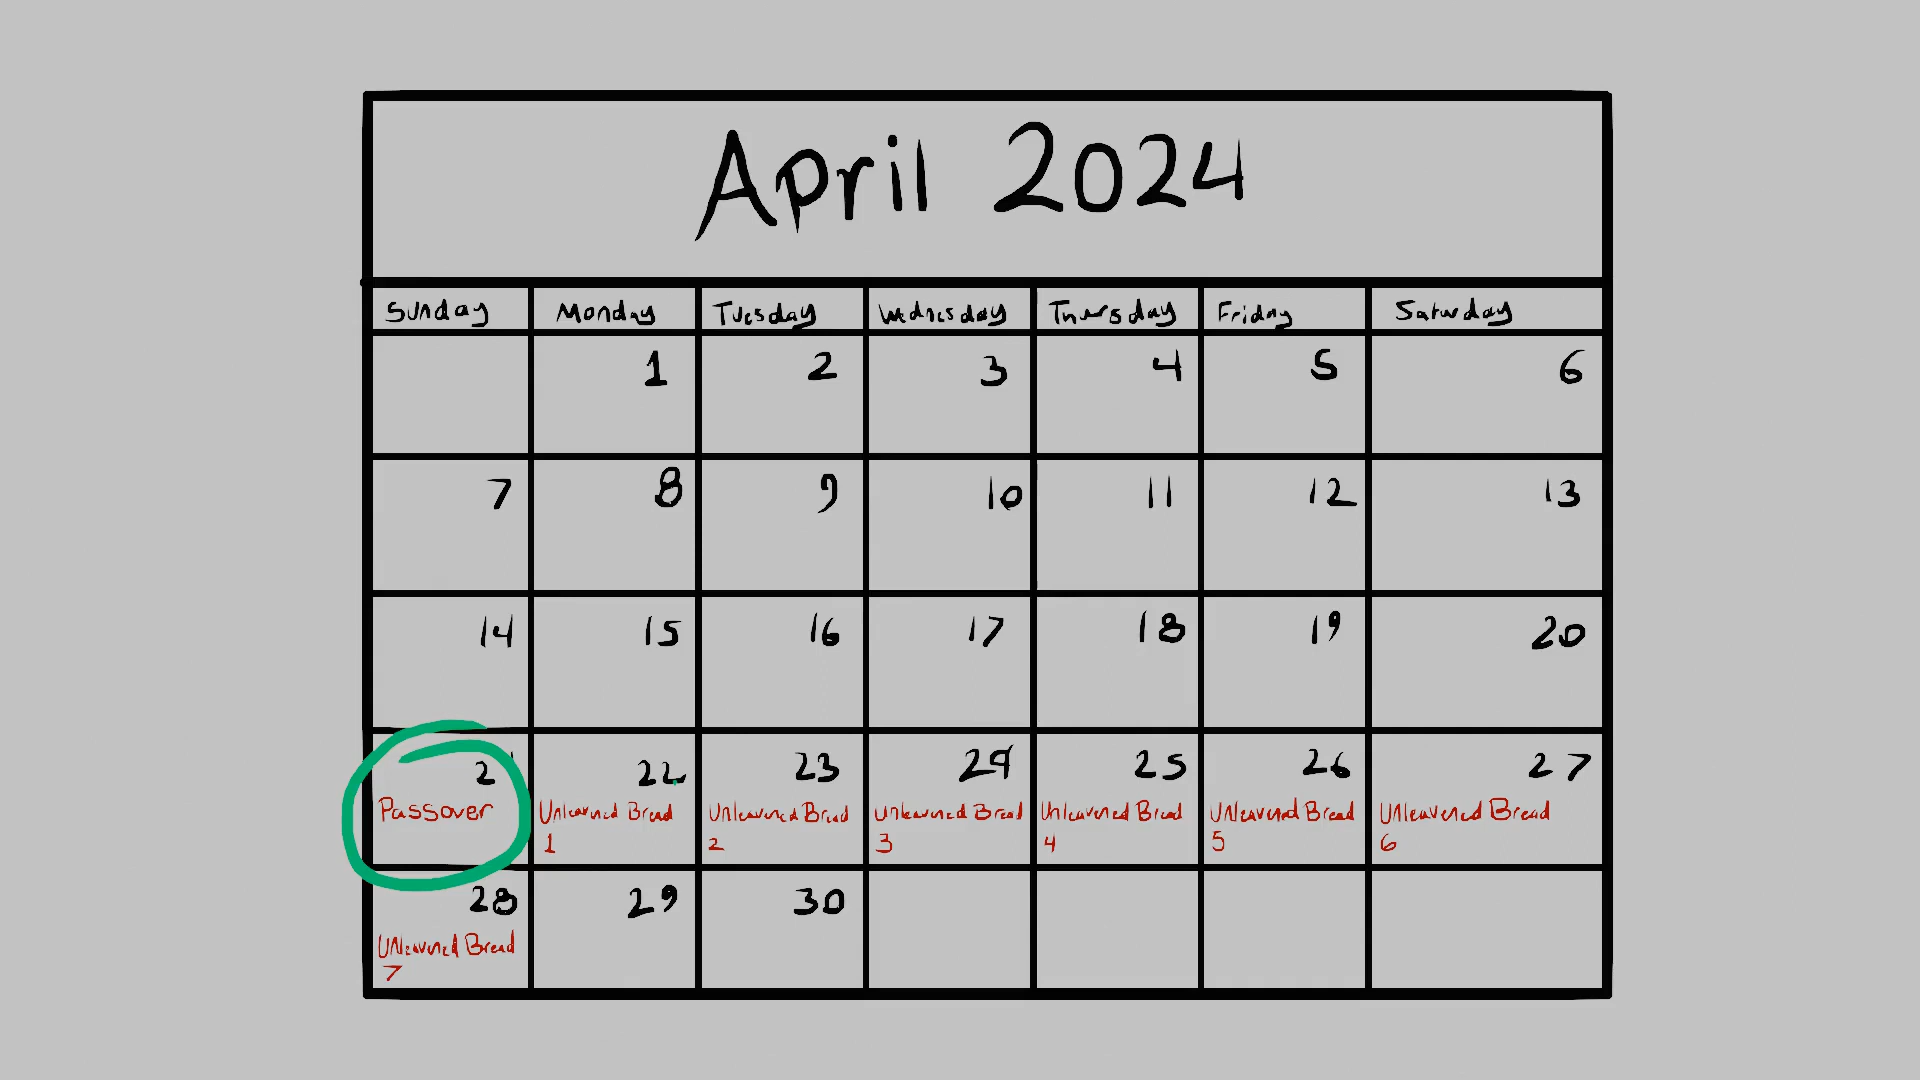 April 2024
Sunday Monday Tuesday Wednesday Thursday Friday Saturday
1 2 3 4 5 6
7 8 9 10 11 12 13
14 15 16 17 18 19 20
21 22 23 24 25 26 27
Passover Unleavened Bread Unleavened Bread Unleavened Bread Unleavened Bread Unleavened Bread Unleavened Bread
1 2 3 4 5 6
28 29 30
Unleavened Bread
7